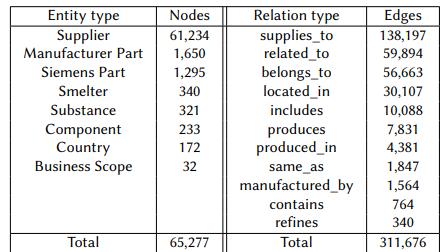 Entity type Nodes Relation type Edges
Supplier 61,234 supplies_to 138,197
Manufacturer Part 1,650 related_to 59,894
Siemens Part 1,295 belongs_to 56,663
Smelter 340 located_in 30,107
Substance 321 includes 10,088
Component 233 produces 7,831
Country 172 produced_in 4,381
Business Scope 32 same_as 1,847
manufactured_by 1,564
contains 764
refines 340
Total 65,277 Total 311,676